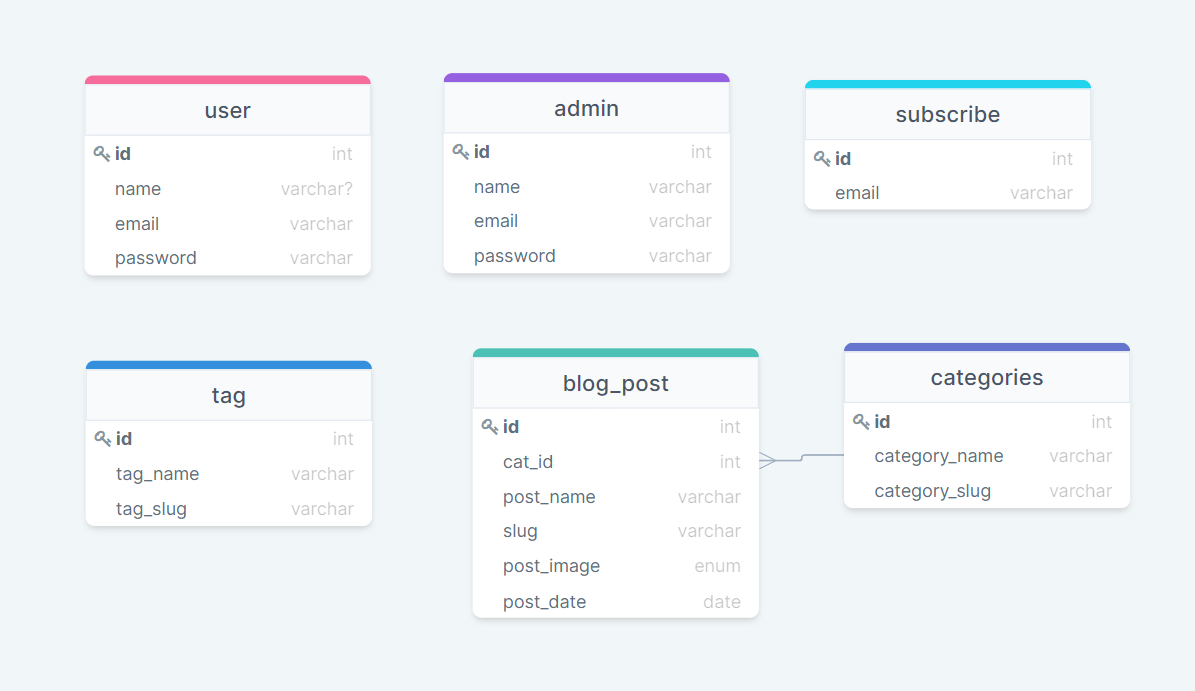 user
id int
name varchar?
email varchar
password varchar
admin
id int
name varchar
email varchar
password varchar
subscribe
id int
email varchar
tag
id int
tag_name varchar
tag_slug varchar
blog_post
id int
cat_id int
post_name varchar
slug varchar
post_image enum
post_date date
categories
id int
category_name varchar
category_slug varchar